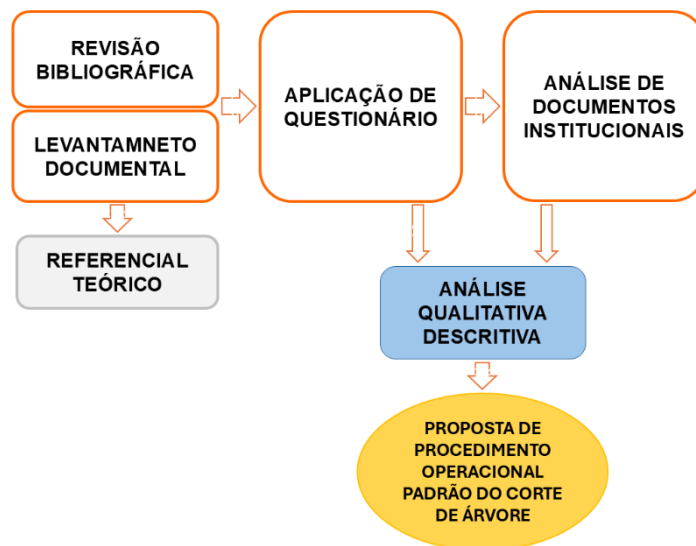 REVISÃO
BIBLIOGRÁFICA
LEVANTAMNETO
DOCUMENTAL
REFERENCIAL
TEÓRICO
APLICAÇÃO DE
QUESTIONÁRIO
ANÁLISE DE
DOCUMENTOS
INSTITUCIONAIS
ANÁLISE
QUALITATIVA
DESCRITIVA
PROPOSTA DE
PROCEDIMENTO
OPERACIONAL
PADRÃO DO CORTE
DE ÁRVORE